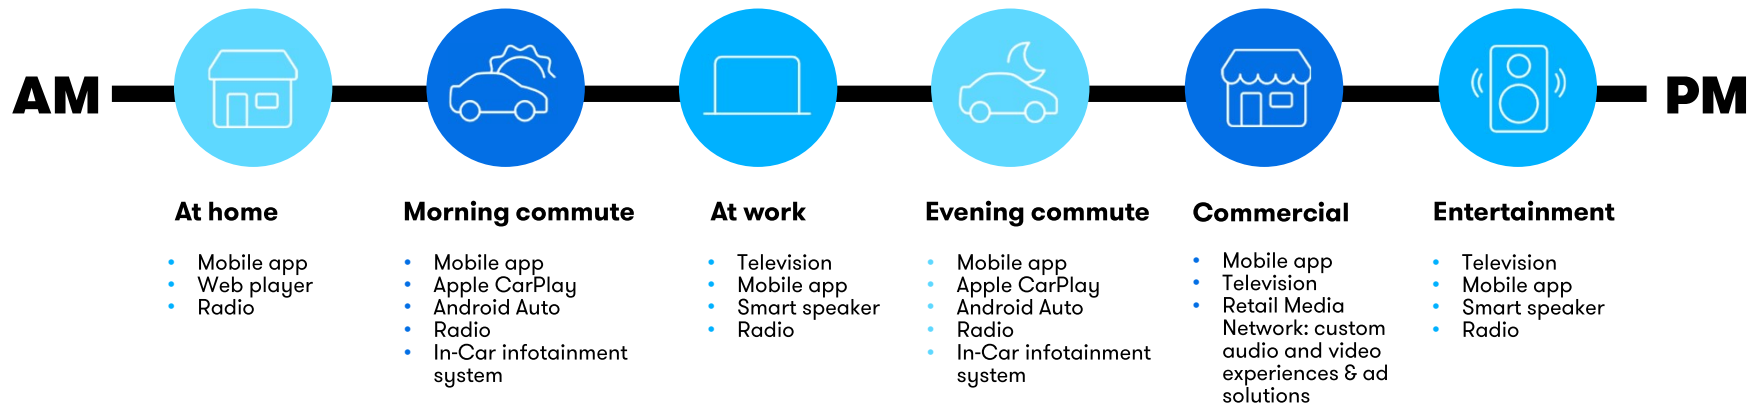 AM
PM
At home
Mobile app
Web player
Radio
Morning commute
Mobile app
Apple CarPlay
Android Auto
Radio
In-Car infotainment
system
At work
Television
Mobile app
Smart speaker
Radio
Evening commute
Mobile app
Apple CarPlay
Android Auto
Radio
In-Car infotainment
system
Commercial
Mobile app
Television
Retail Media
Network: custom
audio and video
experiences & ad
solutions
Entertainment
Television
Mobile app
Smart speaker
Radio